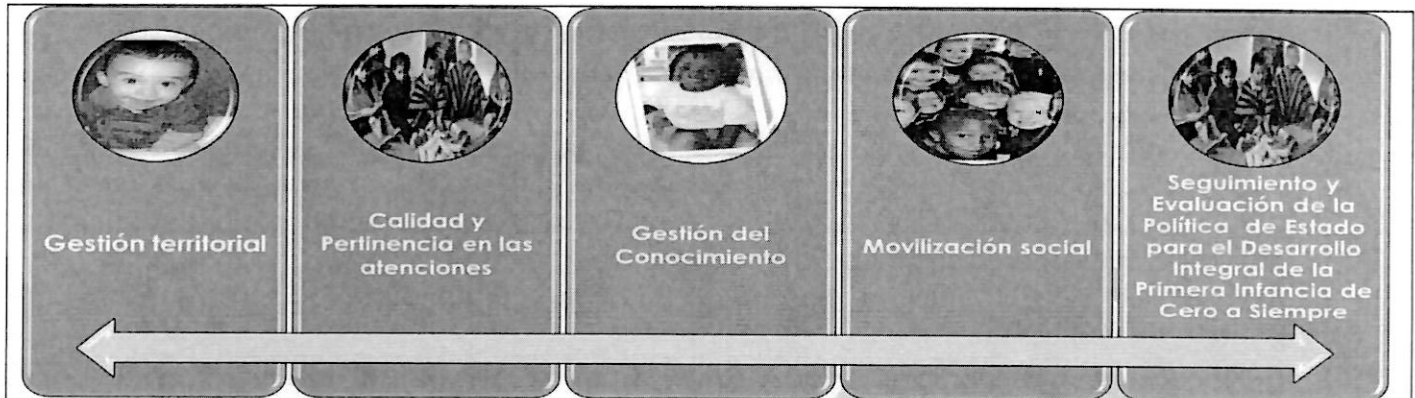 Gestión territorial
Calidad y
Pertinencia en las
atenciones
Gestión del
Conocimiento
Movilización social
Seguimiento y
Evaluación de la
Política de Estado
para el Desarrollo
Integral de la
Primera Infancia de
Cero a Siempre